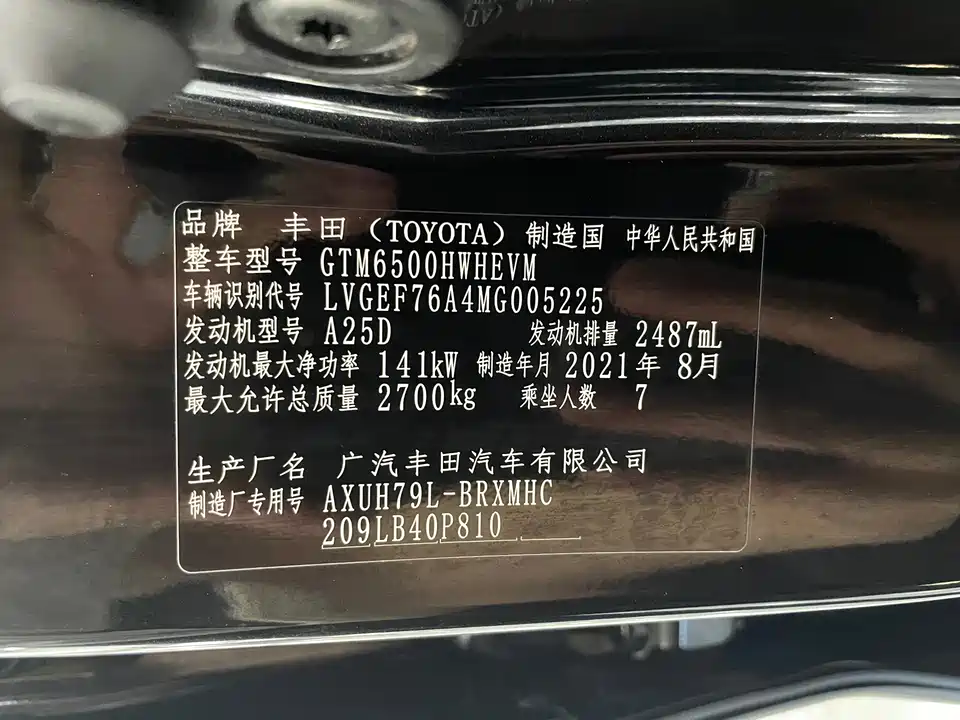 品牌 丰田（TOYOTA）制造国 中华人民共和国
整车型号 GTM6500HWHEVM
车辆识别代号 LVGEF76A4MG005225
发动机型号 A25D 发动机排量 2487mL
发动机最大净功率 141kW 制造年月 2021年 8月
最大允许总质量 2700kg 乘坐人数 7
生产厂名 广汽丰田汽车有限公司
制造厂专用号 AXUH79L-BRXMHC
209LB40P810